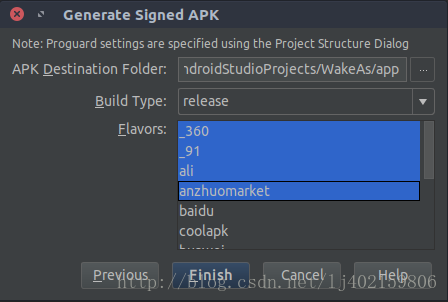 Generate Signed APK
Note: Proguard settings are specified using the Project Structure Dialog
APK Destination Folder: ndroidStudioProjects/WakeAs/app ...
Build Type: release
Flavors:
_360
_91
ali
anzhuomarket
baidu
coolapk
huawei
Previous Finish Cancel Help
http://blog.csdn.net/lj402159806